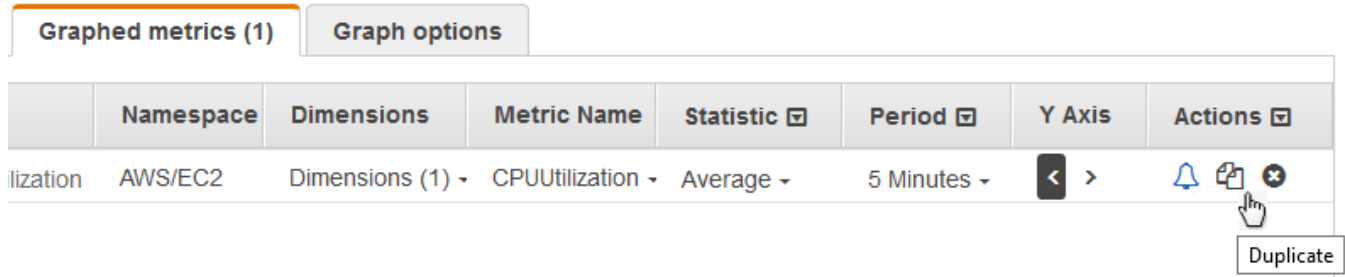 Graphed metrics (1) Graph options
Namespace Dimensions Metric Name Statistic Period Y Axis Actions
ilization AWS/EC2 Dimensions (1) CPUUtilization Average 5 Minutes < >
Duplicate